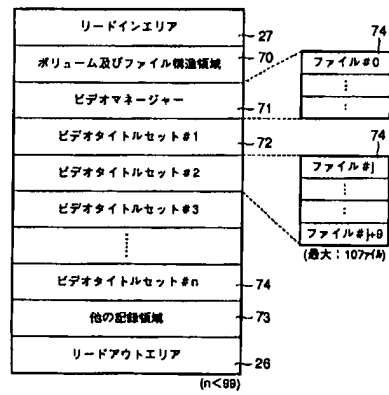 リードインエリア
27
ボリューム及びファイル構造領域
70
ビデオマネージャー
71
ビデオタイトルセット#1
72
ビデオタイトルセット#2
ビデオタイトルセット#3
ビデオタイトルセット#n
74
他の記録領域
73
リードアウトエリア
26
(n<99)
74
ファイル#0
74
ファイル#j
ファイル#j+9
(最大:107ファイル)